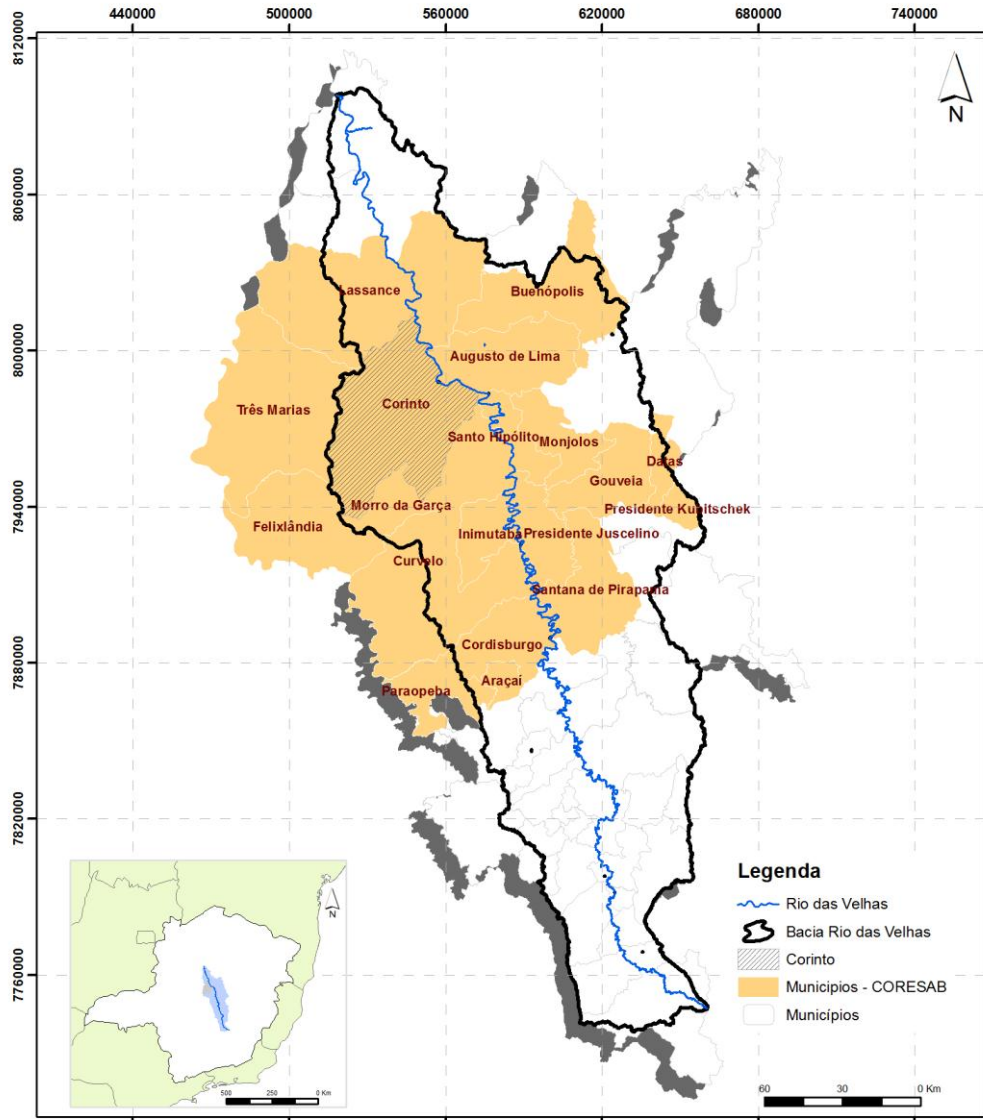 440000 500000 560000 620000 680000 740000
8120000
N
8060000
Lassance
Buenópolis
8000000
Augusto de Lima
Três Marias
Corinto
Santo Hipólito
Monjolos
Datas
Gouveia
7940000
Morro da Garça
Presidente Kubitschek
Felixlândia
Inimutaba
Presidente Juscelino
Curvelo
Santana de Pirapama
7880000
Cordisburgo
Araçaí
Paraopeba
7820000
Legenda
Rio das Velhas
Bacia Rio das Velhas
Corinto
Municipios - CORESAB
Municípios
7760000
N
500 250 0 Km
60 30 0 Km